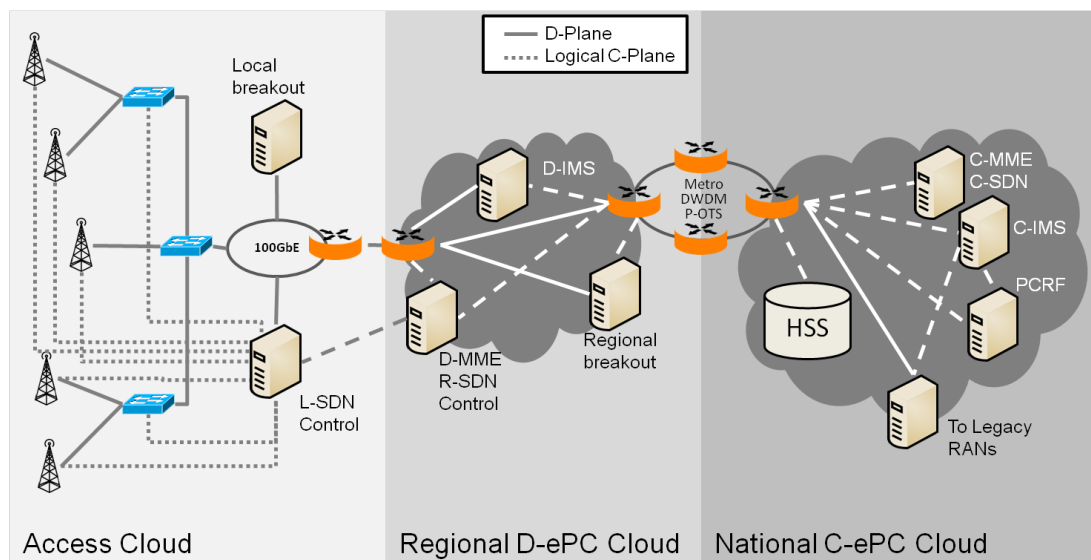 D-Plane
Logical C-Plane
Local
breakout
100GbE
L-SDN
Control
D-IMS
D-MME
R-SDN
Control
Regional
breakout
Metro
DWDM
P-OTS
C-MME
C-SDN
C-IMS
PCRF
HSS
To Legacy
RANs
Access Cloud
Regional D-ePC Cloud
National C-ePC Cloud